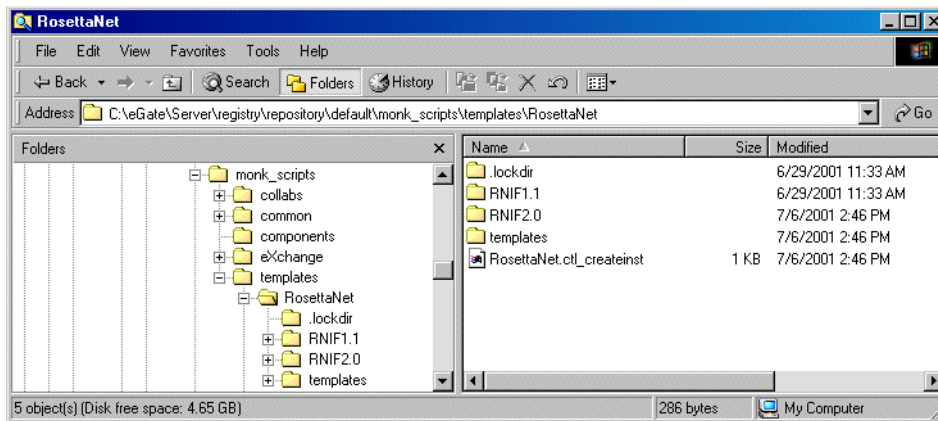 RosettaNet
File Edit View Favorites Tools Help
Back Search Folders History
Address C:\eGate\Server\registry\repository\default\monk_scripts\templates\RosettaNet Go
Folders
Name Size Modified
monk_scripts
collabs
common
components
eXchange
templates
RosettaNet
.lockdir
RNIF1.1
RNIF2.0
templates
.lockdir 6/29/2001 11:33 AM
RNIF1.1 6/29/2001 11:33 AM
RNIF2.0 7/6/2001 2:46 PM
templates 7/6/2001 2:46 PM
RosettaNet.ctl_createinst 1 KB 7/6/2001 2:46 PM
5 object(s) (Disk free space: 4.65 GB) 286 bytes My Computer